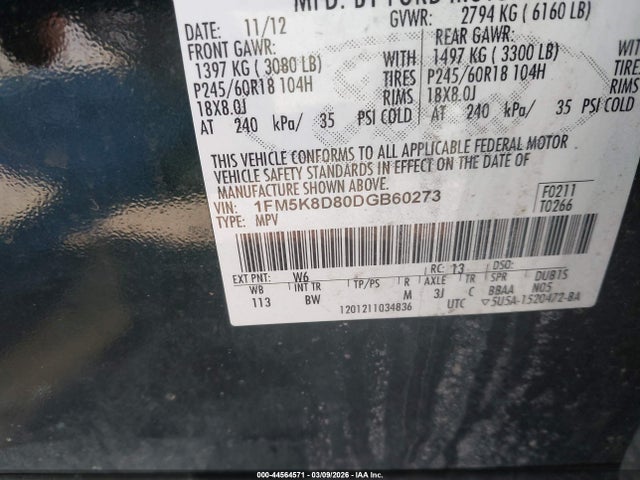 MFD. BY FORD MOTOR
DATE: 11/12 GVWR: 2794 KG ( 6160 LB)
FRONT GAWR: REAR GAWR:
1397 KG ( 3080 LB) WITH 1497 KG ( 3300 LB) WITH
P245/60R18 104H TIRES P245/60R18 104H TIRES
18X8.0J RIMS 18X8.0J RIMS
AT 240 kPa/ 35 PSI COLD AT 240 kPa/ 35 PSI COLD
THIS VEHICLE CONFORMS TO ALL APPLICABLE FEDERAL MOTOR
VEHICLE SAFETY STANDARDS IN EFFECT ON THE DATE OF
MANUFACTURE SHOWN ABOVE.
VIN: 1FM5K8D80DGB60273 F0211
TYPE: MPV T0266
EXT PNT: W6 RC: 13 DSO:
WB INT TR TP/PS R AXLE TR SPR DUBTS
113 BW M 3J C BBAA N05
1201211034836 UTC ▽5U5A-1520472-BA
000-44564571 | 03/09/2026 | IAA Inc.